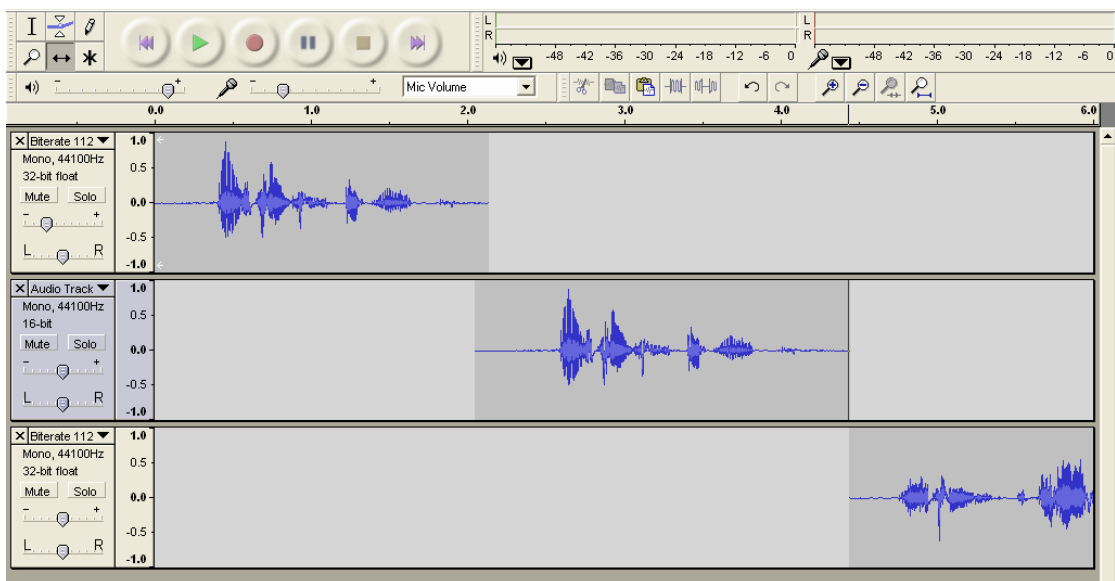 L
R
-48 -42 -36 -30 -24 -18 -12 -6 0
L
R
-48 -42 -36 -30 -24 -18 -12 -6 0
- + - + Mic Volume
0.0 1.0 2.0 3.0 4.0 5.0 6.0
X Biterate 112
Mono, 44100Hz
32-bit float
Mute Solo
- +
L R
1.0
0.5
0.0
-0.5
-1.0
X Audio Track
Mono, 44100Hz
16-bit
Mute Solo
- +
L R
1.0
0.5
0.0
-0.5
-1.0
X Biterate 112
Mono, 44100Hz
32-bit float
Mute Solo
- +
L R
1.0
0.5
0.0
-0.5
-1.0